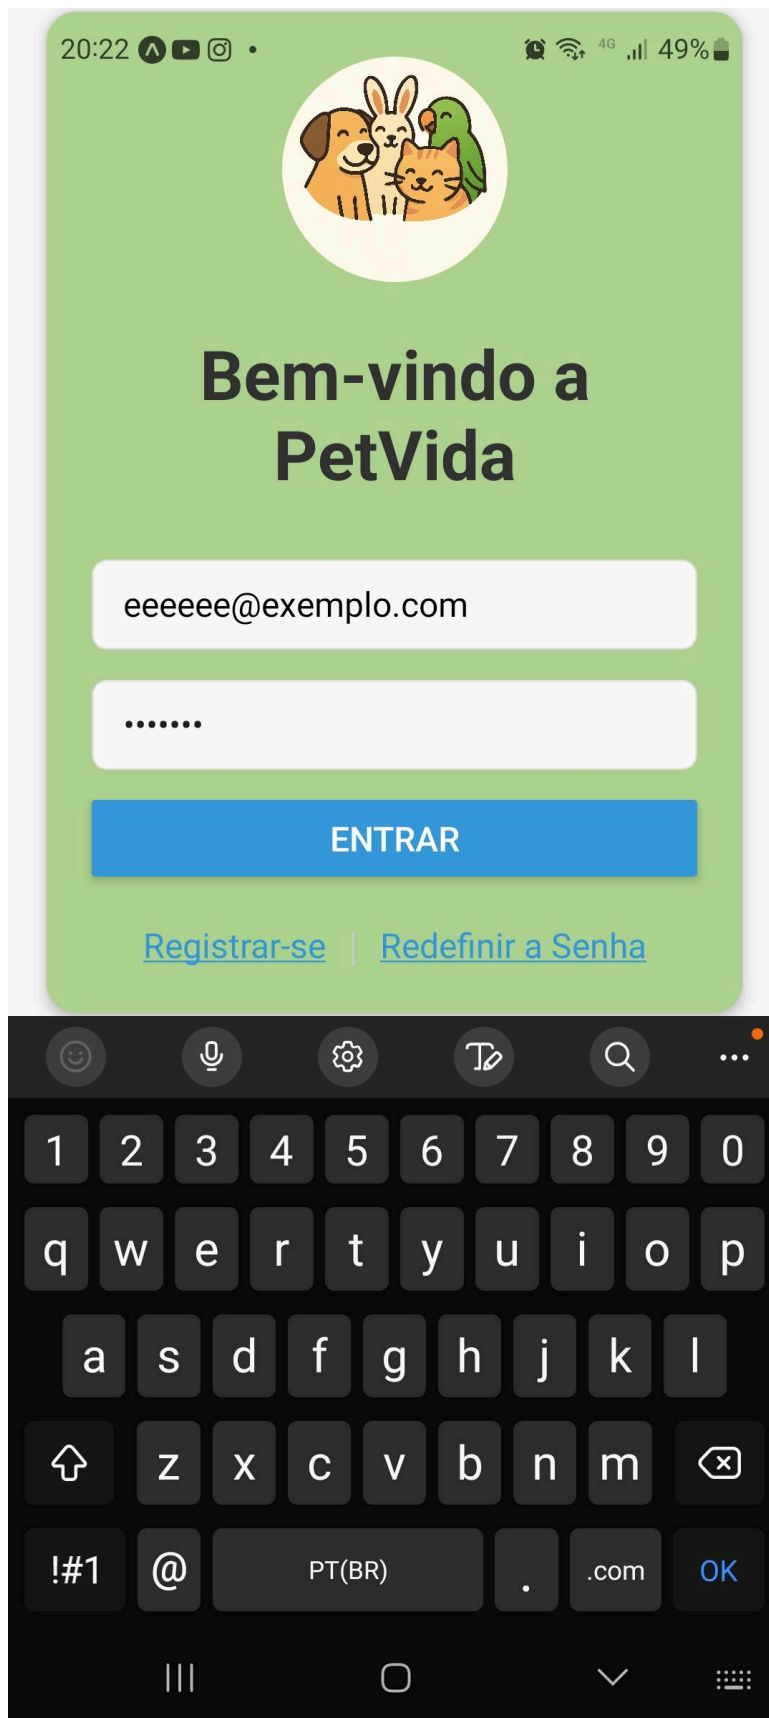 20:22 4G 49%
Bem-vindo a
PetVida
eeeeee@exemplo.com
•••••••
ENTRAR
Registrar-se | Redefinir a Senha
1 2 3 4 5 6 7 8 9 0
q w e r t y u i o p
a s d f g h j k l
z x c v b n m
!#1 @ PT(BR) . .com OK